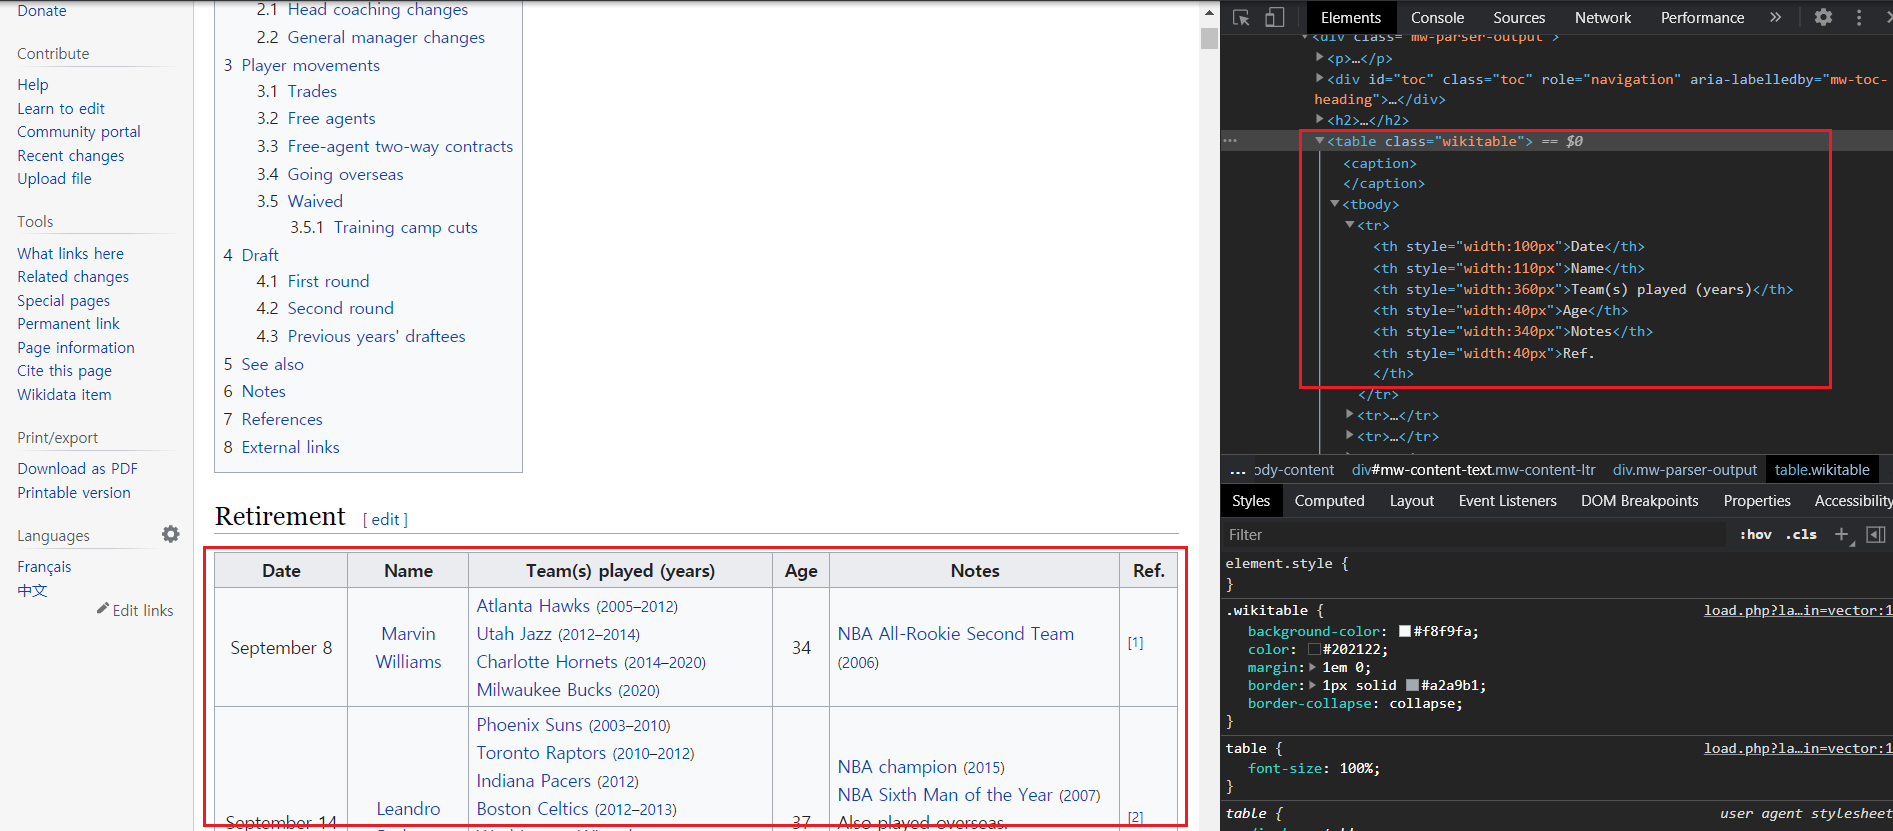 Donate
Contribute
Help
Learn to edit
Community portal
Recent changes
Upload file
Tools
What links here
Related changes
Special pages
Permanent link
Page information
Cite this page
Wikidata item
Print/export
Download as PDF
Printable version
Languages
Français
中文
Edit links
2.1 Head coaching changes
2.2 General manager changes
3 Player movements
3.1 Trades
3.2 Free agents
3.3 Free-agent two-way contracts
3.4 Going overseas
3.5 Waived
3.5.1 Training camp cuts
4 Draft
4.1 First round
4.2 Second round
4.3 Previous years' draftees
5 See also
6 Notes
7 References
8 External links
Retirement [ edit ]
Date Name Team(s) played (years) Age Notes Ref.
September 8
Marvin
Williams
Atlanta Hawks (2005–2012)
Utah Jazz (2012–2014)
Charlotte Hornets (2014–2020)
Milwaukee Bucks (2020)
34
NBA All-Rookie Second Team
(2006)
[1]
September 14
Leandro
Phoenix Suns (2003–2010)
Toronto Raptors (2010–2012)
Indiana Pacers (2012)
Boston Celtics (2012–2013)
37
NBA champion (2015)
NBA Sixth Man of the Year (2007)
Also played overseas.
[2]
Elements Console Sources Network Performance »
<div class="mw-parser-output">
<p>…</p>
<div id="toc" class="toc" role="navigation" aria-labelledby="mw-toc-
heading">…</div>
<h2>…</h2>
<table class="wikitable"> == $0
<caption>
</caption>
<tbody>
<tr>
<th style="width:100px">Date</th>
<th style="width:110px">Name</th>
<th style="width:360px">Team(s) played (years)</th>
<th style="width:40px">Age</th>
<th style="width:340px">Notes</th>
<th style="width:40px">Ref.
</th>
</tr>
<tr>…</tr>
<tr>…</tr>
… ody-content div#mw-content-text.mw-content-ltr div.mw-parser-output table.wikitable
Styles Computed Layout Event Listeners DOM Breakpoints Properties Accessibility
Filter :hov .cls +
element.style {
}
.wikitable { load.php?la…in=vector:1
background-color: #f8f9fa;
color: #202122;
margin: 1em 0;
border: 1px solid #a2a9b1;
border-collapse: collapse;
}
table { load.php?la…in=vector:1
font-size: 100%;
}
table { user agent stylesheet